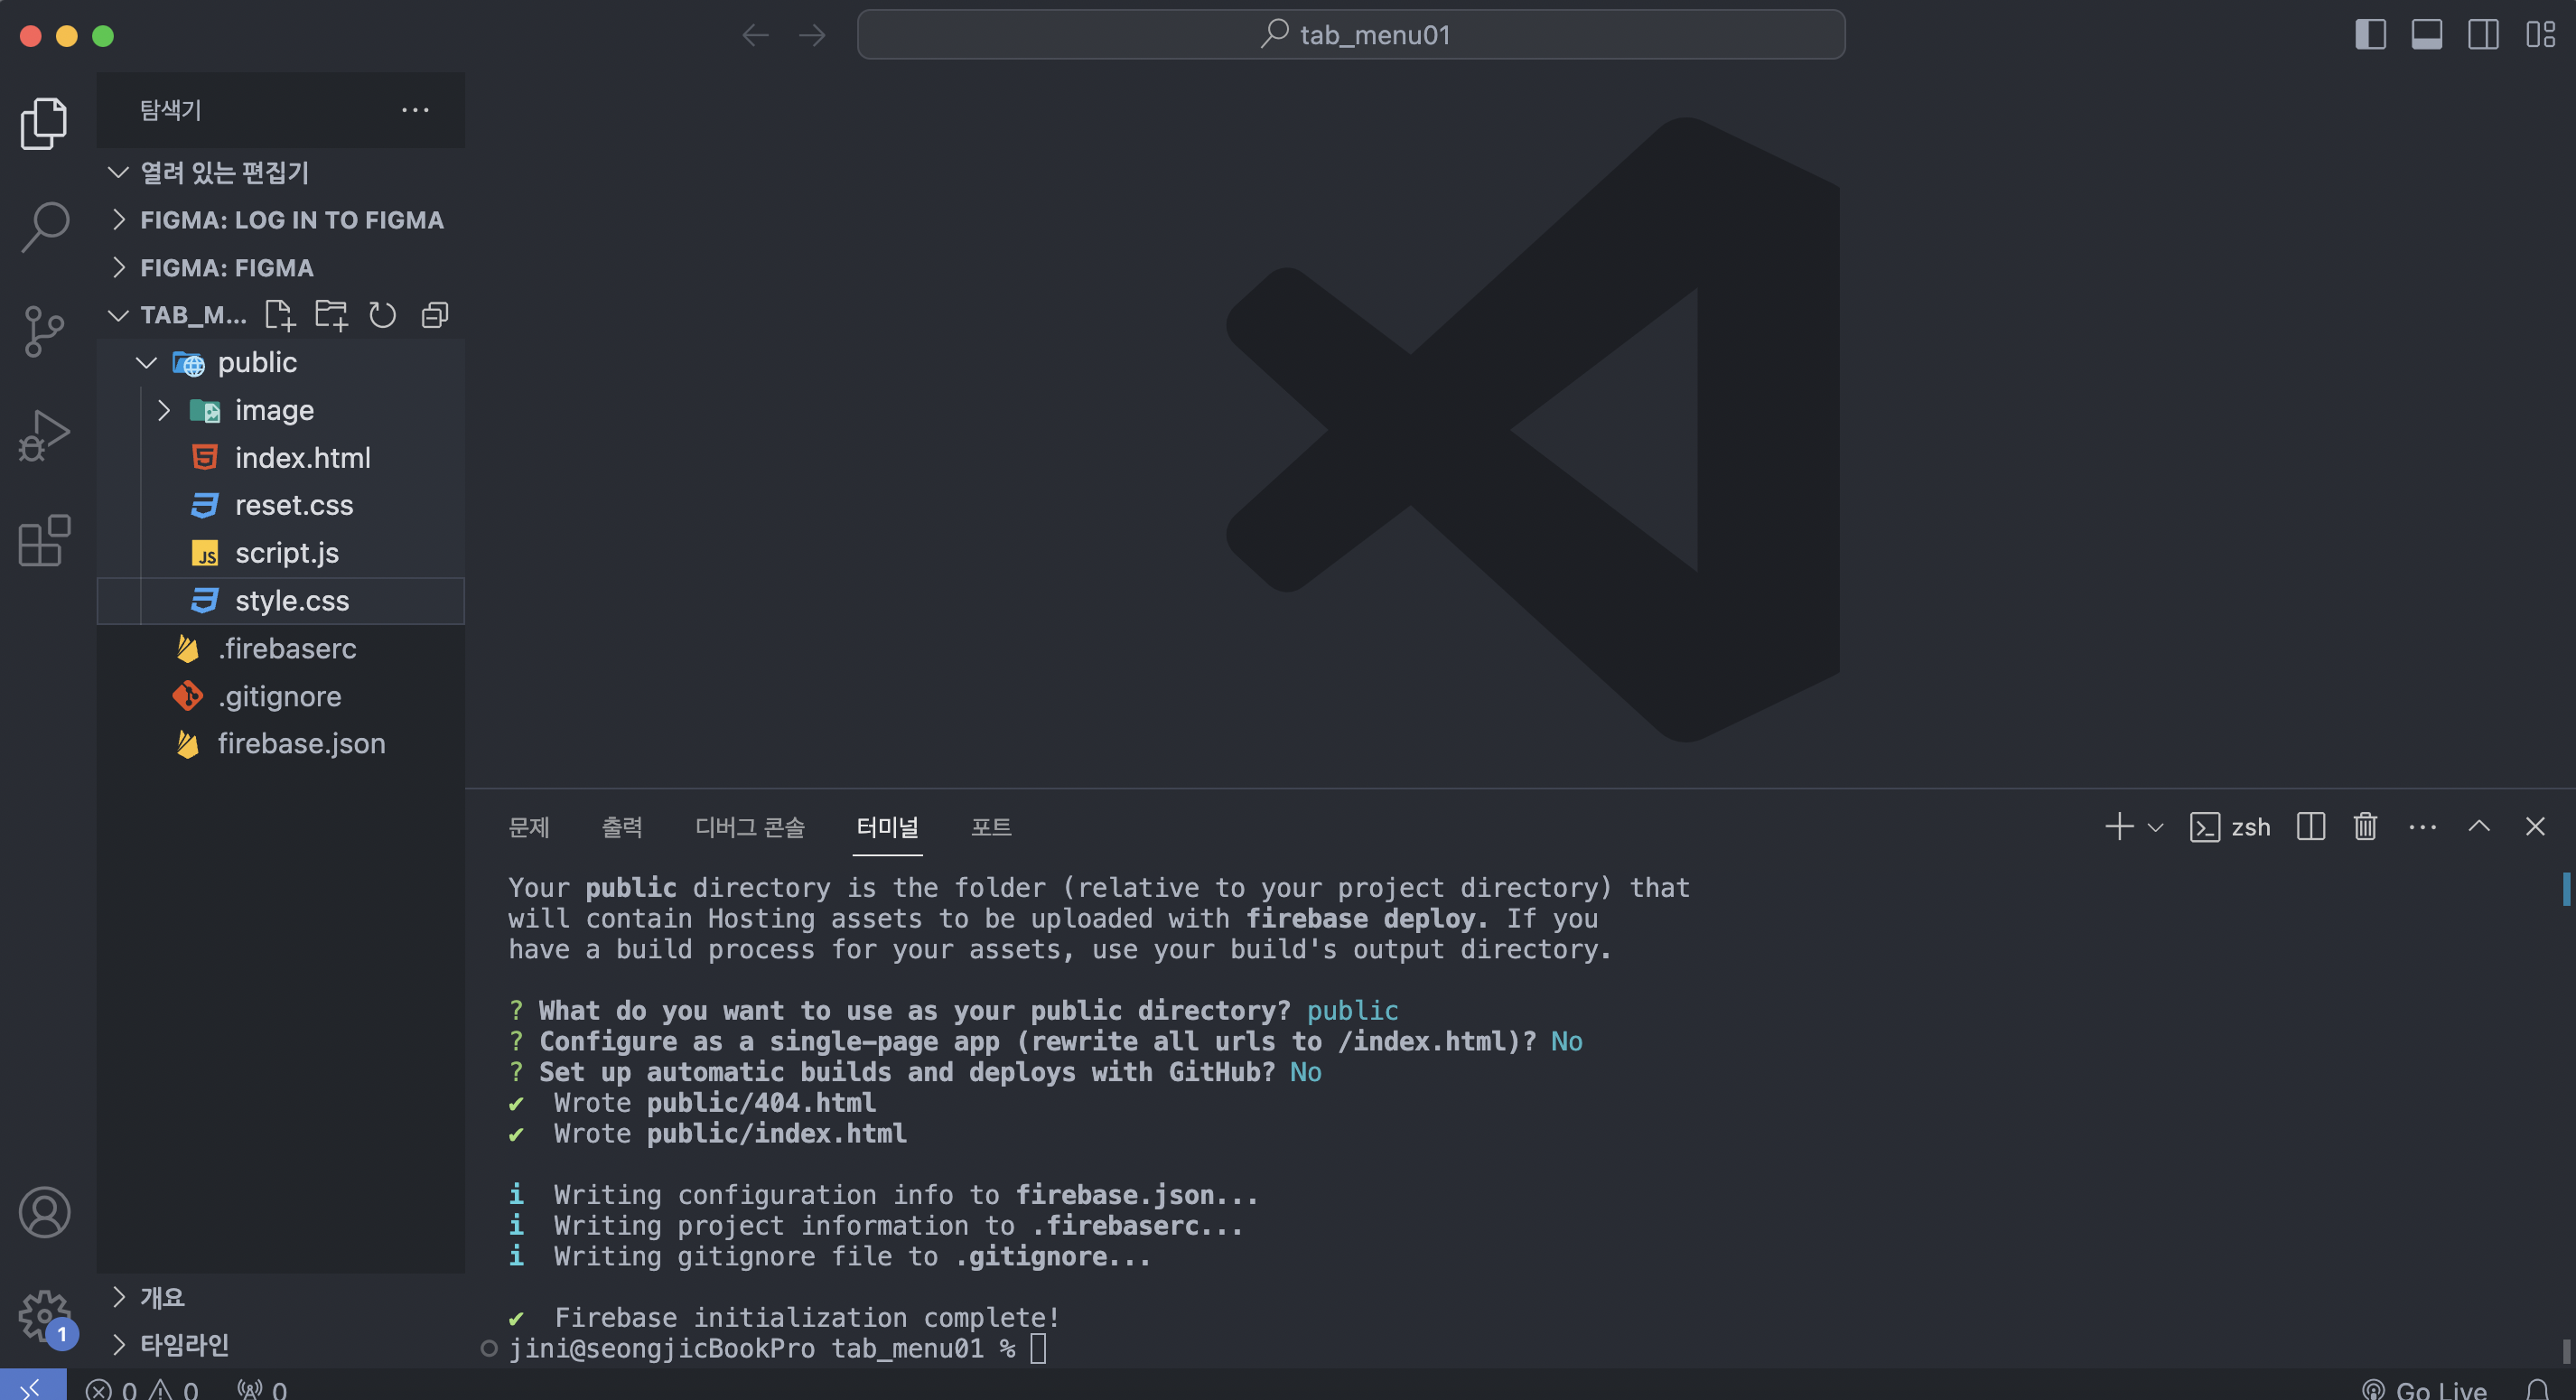 tab_menu01
탐색기
열려 있는 편집기
FIGMA: LOG IN TO FIGMA
FIGMA: FIGMA
TAB_M...
public
image
index.html
reset.css
JS script.js
style.css
.firebaserc
.gitignore
firebase.json
개요
타임라인
1
문제 출력 디버그 콘솔 터미널 포트
zsh
Your public directory is the folder (relative to your project directory) that
will contain Hosting assets to be uploaded with firebase deploy. If you
have a build process for your assets, use your build's output directory.
? What do you want to use as your public directory? public
? Configure as a single-page app (rewrite all urls to /index.html)? No
? Set up automatic builds and deploys with GitHub? No
✔ Wrote public/404.html
✔ Wrote public/index.html
i Writing configuration info to firebase.json...
i Writing project information to .firebaserc...
i Writing gitignore file to .gitignore...
✔ Firebase initialization complete!
jini@seongjicBookPro tab_menu01 %
0 0 0
Go Live